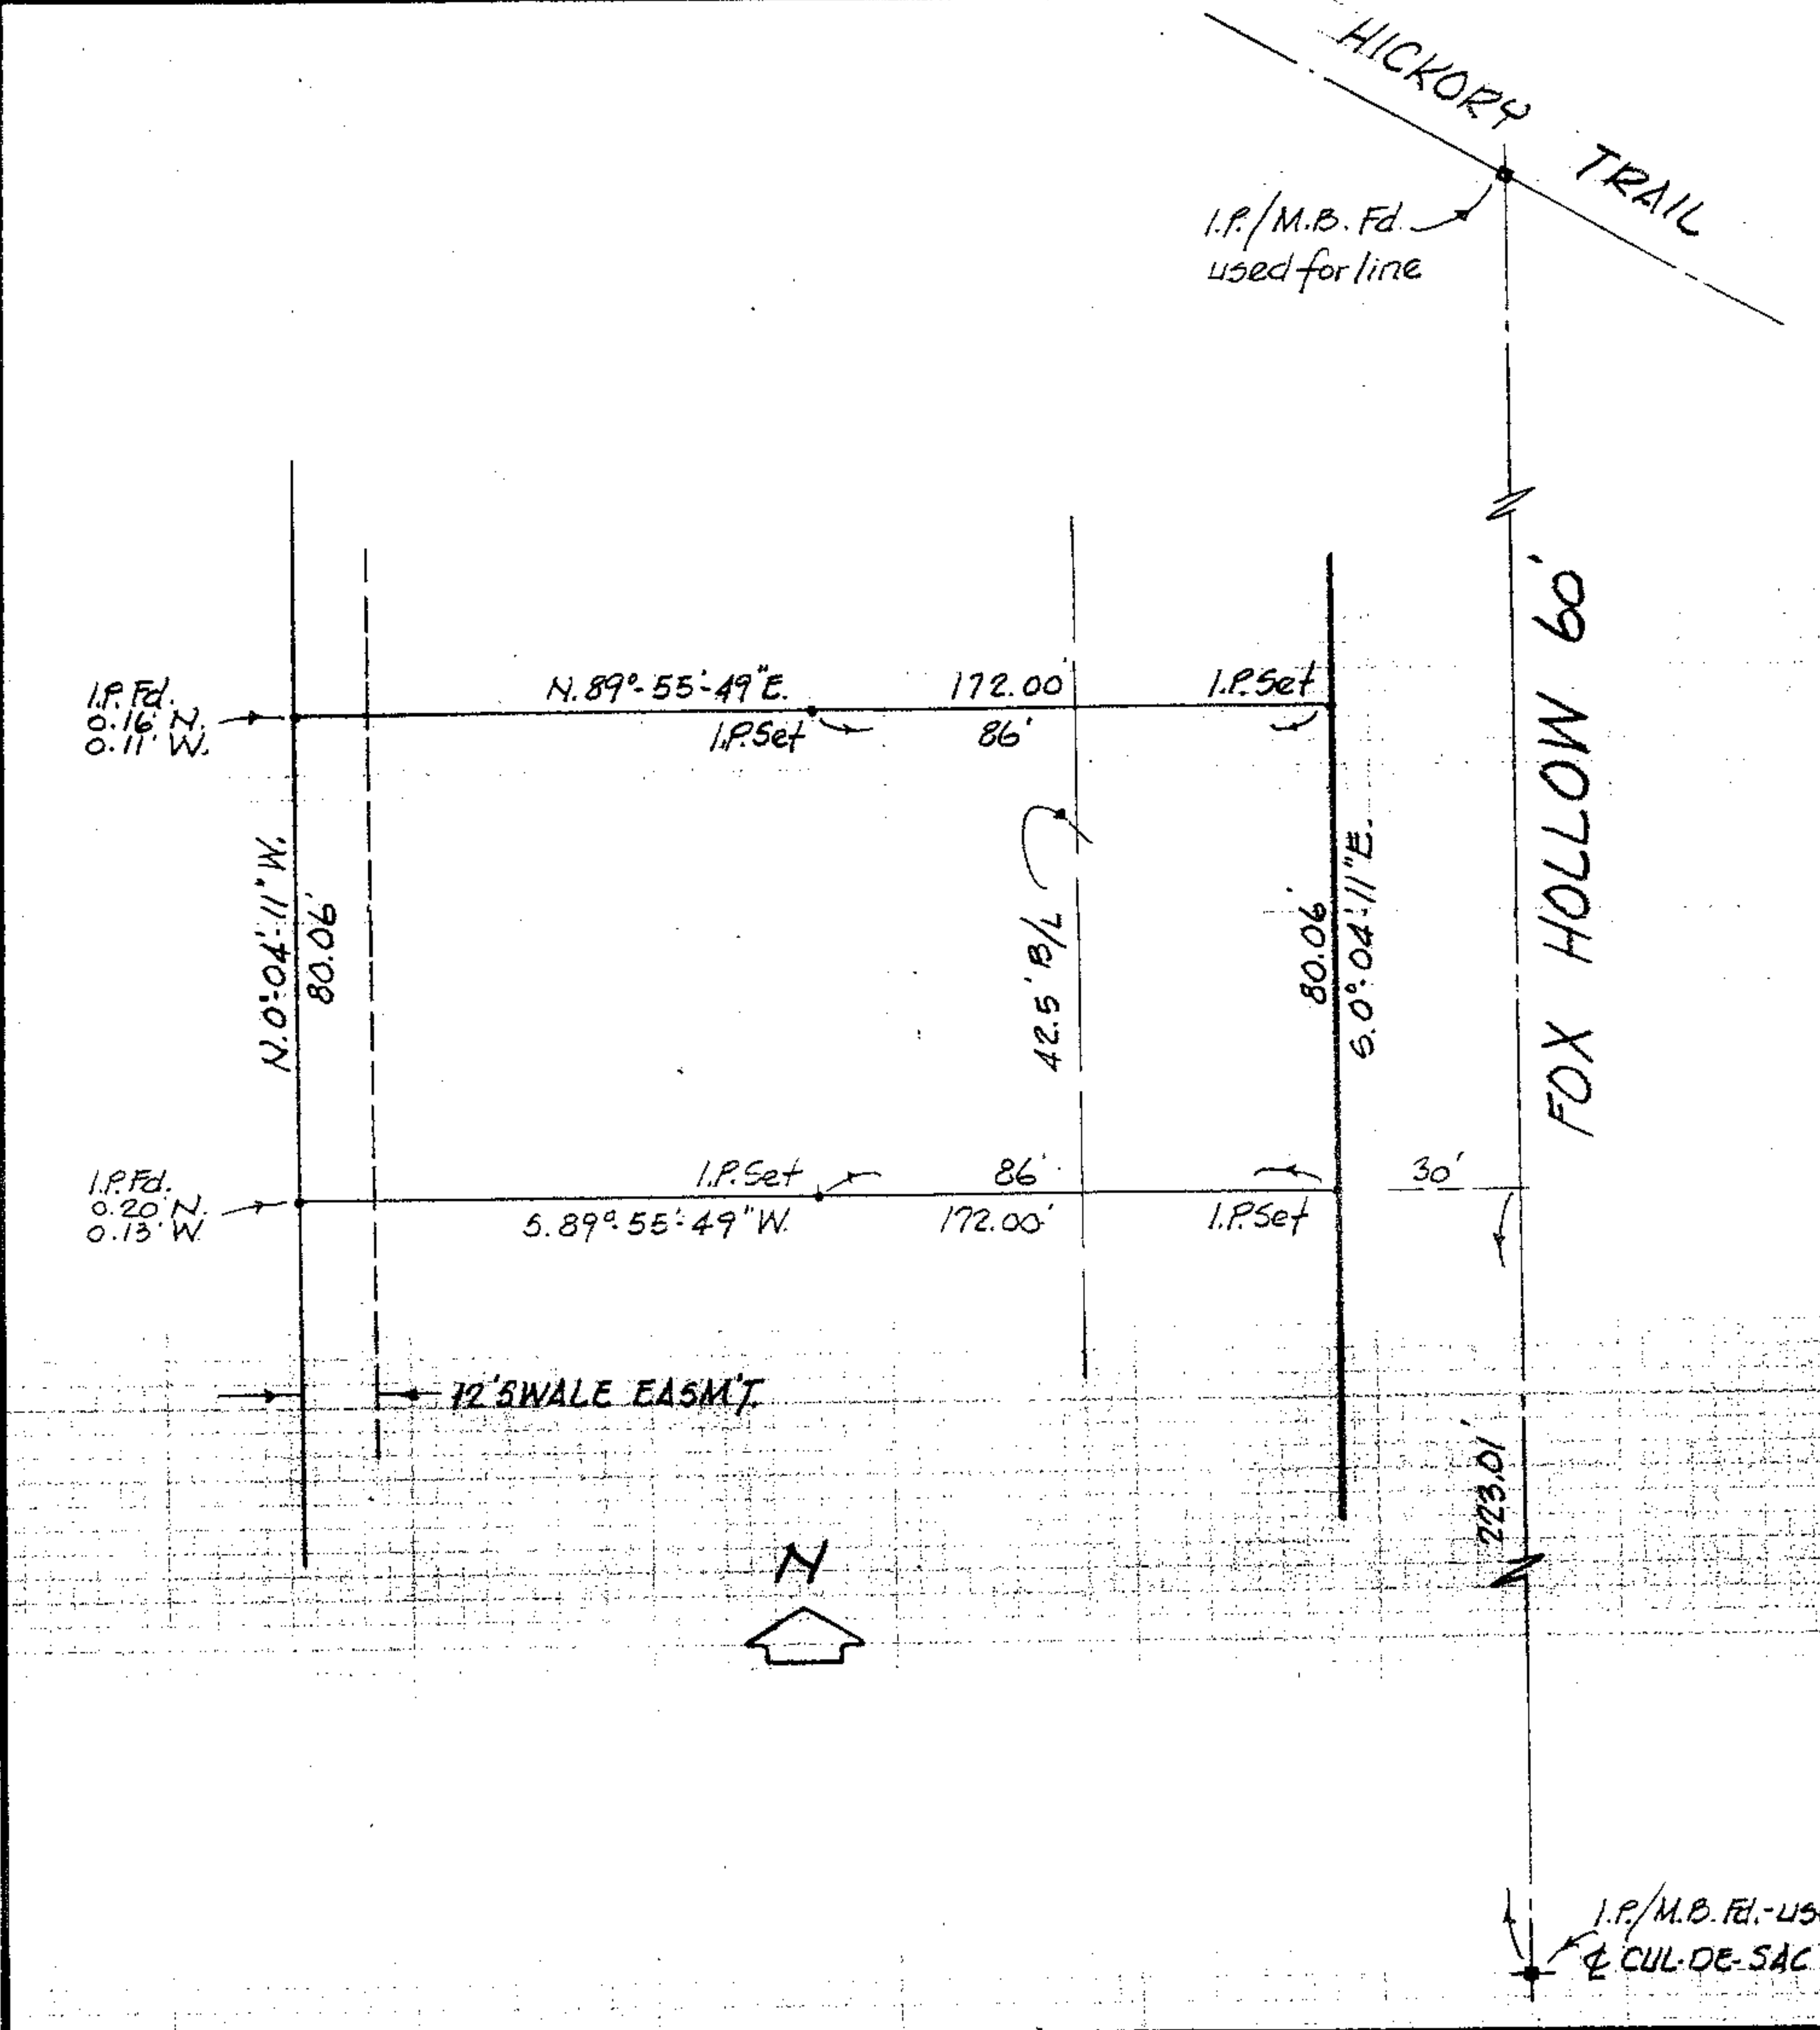 HICKORY TRAIL
I.P./M.B. Fd.
used for line
I.P. Fd.
0.16' N.
0.11' W.
N. 89°-55'-49" E.
172.00'
I.P. Set
I.P. Set
86'
FOX HOLLOW 60'
N. 0°-04'-11" W.
80.06'
42.5' B/L
80.06'
S. 0°-04'-11" E.
I.P. Fd.
0.20' N.
0.13' W.
I.P. Set
86'
30'
S. 89°-55'-49" W.
172.00'
I.P. Set
12' SWALE EASM'T.
223.01'
N
I.P./M.B. Fd.-
℄ CUL-DE-SAC